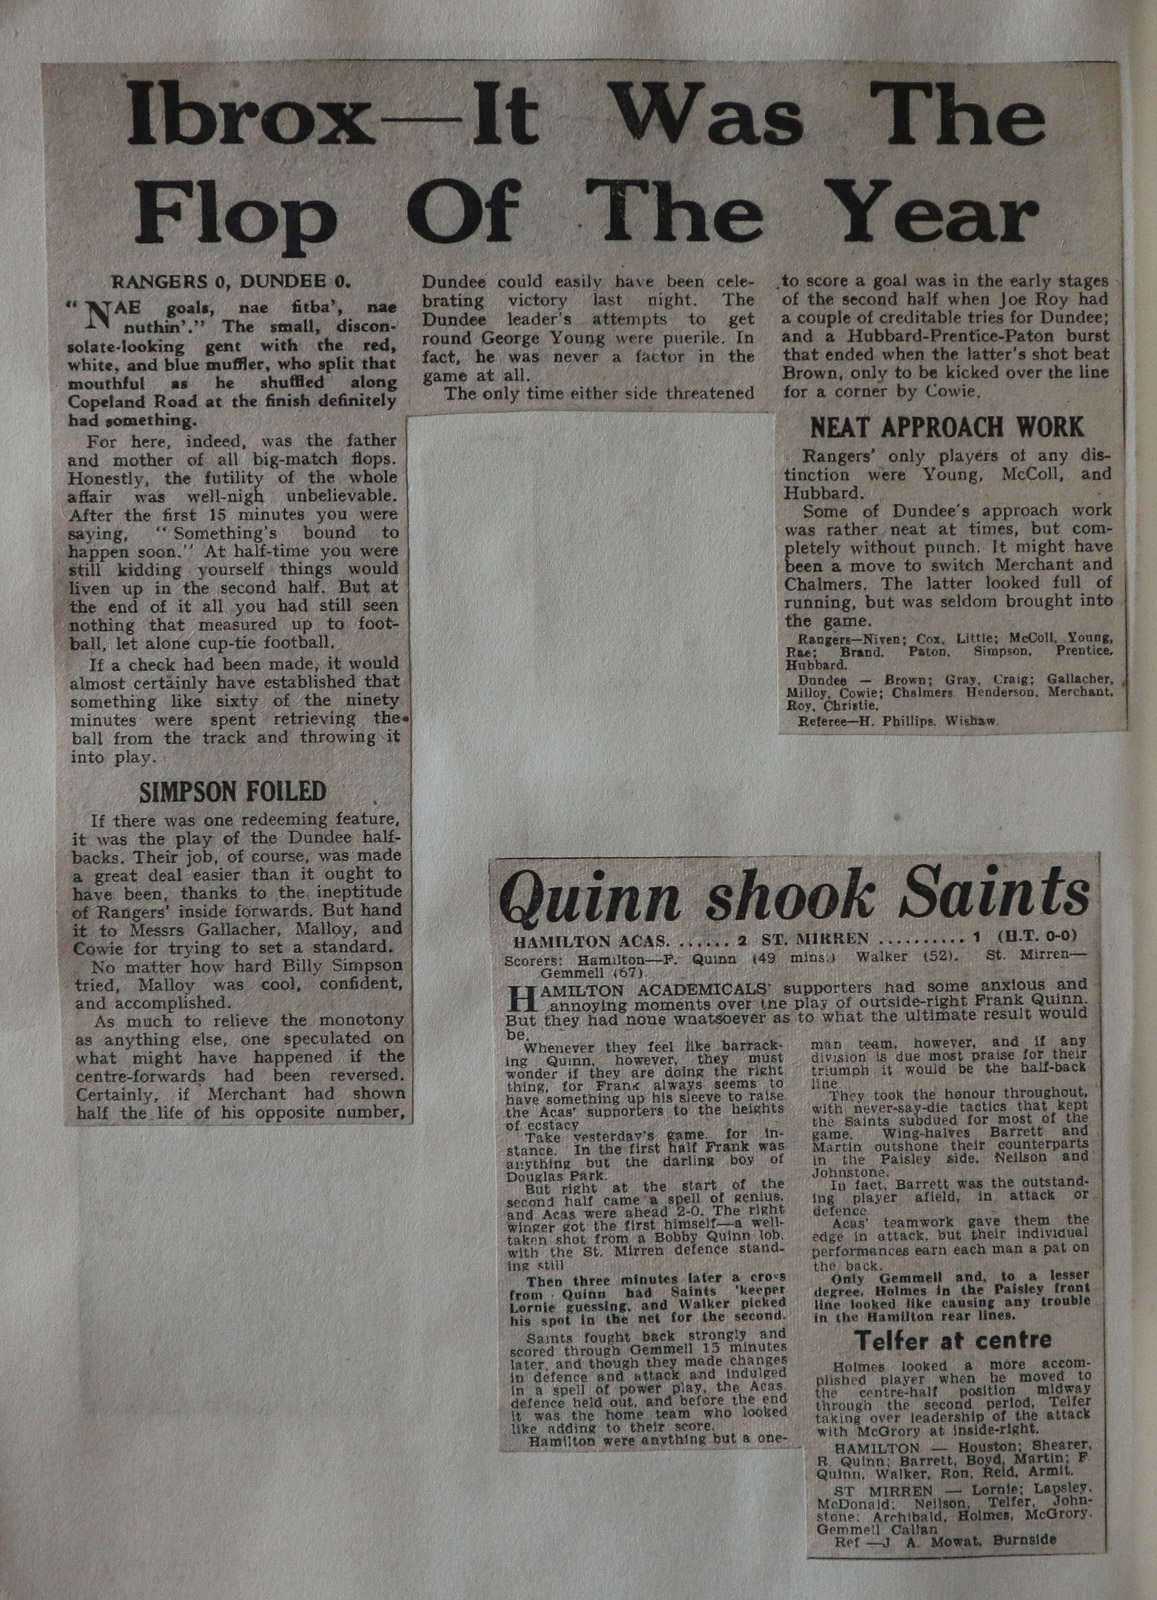 Ibrox—It Was The
Flop Of The Year
RANGERS 0, DUNDEE 0.
“NAE goals, nae fitba’, nae
nuthin’.” The small, discon-
solate-looking gent with the red,
white, and blue muffler, who split that
mouthful as he shuffled along
Copeland Road at the finish definitely
had something.
For here, indeed, was the father
and mother of all big-match flops.
Honestly, the futility of the whole
affair was well-nigh unbelievable.
After the first 15 minutes you were
saying, “Something’s bound to
happen soon.” At half-time you were
still kidding yourself things would
liven up in the second half. But at
the end of it all you had still seen
nothing that measured up to foot-
ball, let alone cup-tie football.
If a check had been made, it would
almost certainly have established that
something like sixty of the ninety
minutes were spent retrieving the
ball from the track and throwing it
into play.
SIMPSON FOILED
If there was one redeeming feature,
it was the play of the Dundee half-
backs. Their job, of course, was made
a great deal easier than it ought to
have been, thanks to the ineptitude
of Rangers’ inside forwards. But hand
it to Messrs Gallacher, Malloy, and
Cowie for trying to set a standard.
No matter how hard Billy Simpson
tried, Malloy was cool, confident,
and accomplished.
As much to relieve the monotony
as anything else, one speculated on
what might have happened if the
centre-forwards had been reversed.
Certainly, if Merchant had shown
half the life of his opposite number,
Dundee could easily have been cele-
brating victory last night. The
Dundee leader’s attempts to get
round George Young were puerile. In
fact, he was never a factor in the
game at all.
The only time either side threatened
to score a goal was in the early stages
of the second half when Joe Roy had
a couple of creditable tries for Dundee;
and a Hubbard-Prentice-Paton burst
that ended when the latter’s shot beat
Brown, only to be kicked over the line
for a corner by Cowie.
NEAT APPROACH WORK
Rangers’ only players of any dis-
tinction were Young, McColl, and
Hubbard.
Some of Dundee’s approach work
was rather neat at times, but com-
pletely without punch. It might have
been a move to switch Merchant and
Chalmers. The latter looked full of
running, but was seldom brought into
the game.
Rangers—Niven; Cox, Little; McColl, Young,
Rae; Brand, Paton, Simpson, Prentice,
Hubbard.
Dundee — Brown; Gray, Craig; Gallacher,
Milloy, Cowie; Chalmers Henderson, Merchant,
Roy, Christie.
Referee—H. Phillips, Wishaw.
Quinn shook Saints
HAMILTON ACAS. ...... 2 ST. MIRREN .......... 1 (H.T. 0-0)
Scorers: Hamilton—F. Quinn (49 mins.) Walker (52). St. Mirren—
Gemmell (67).
HAMILTON ACADEMICALS’ supporters had some anxious and
annoying moments over the play of outside-right Frank Quinn.
But they had none whatsoever as to what the ultimate result would
be.
Whenever they feel like barrack-
ing Quinn, however, they must
wonder if they are doing the right
thing, for Frank always seems to
have something up his sleeve to raise
the Acas’ supporters to the heights
of ecstacy
Take yesterday’s game, for in-
stance. In the first half Frank was
anything but the darling boy of
Douglas Park.
But right at the start of the
second half came a spell of genius,
and Acas were ahead 2-0. The right
winger got the first himself—a well-
taken shot from a Bobby Quinn lob,
with the St. Mirren defence stand-
ing still
Then three minutes later a cross
from Quinn had Saints ’keeper
Lornie guessing, and Walker picked
his spot in the net for the second.
Saints fought back strongly and
scored through Gemmell 15 minutes
later, and though they made changes
in defence and attack and indulged
in a spell of power play, the Acas
defence held out, and before the end
it was the home team who looked
like adding to their score.
Hamilton were anything but a one-
man team, however, and if any
division is due most praise for their
triumph it would be the half-back
line.
They took the honour throughout,
with never-say-die tactics that kept
the Saints subdued for most of the
game. Wing-halves Barrett and
Martin outshone their counterparts
in the Paisley side, Neilson and
Johnstone.
In fact, Barrett was the outstand-
ing player afield, in attack or
defence
Acas’ teamwork gave them the
edge in attack, but their individual
performances earn each man a pat on
the back.
Only Gemmell and, to a lesser
degree, Holmes in the Paisley front
line looked like causing any trouble
in the Hamilton rear lines.
Telfer at centre
Holmes looked a more accom-
plished player when he moved to
the centre-half position midway
through the second period, Telfer
taking over leadership of the attack
with McGrory at inside-right.
HAMILTON — Houston; Shearer,
R. Quinn; Barrett, Boyd, Martin; F.
Quinn, Walker, Ron, Reid, Armit.
ST MIRREN — Lornie; Lapsley,
McDonald; Neilson, Telfer, John-
stone; Archibald, Holmes, McGrory.
Gemmell Callan
Ref —J A. Mowat, Burnside